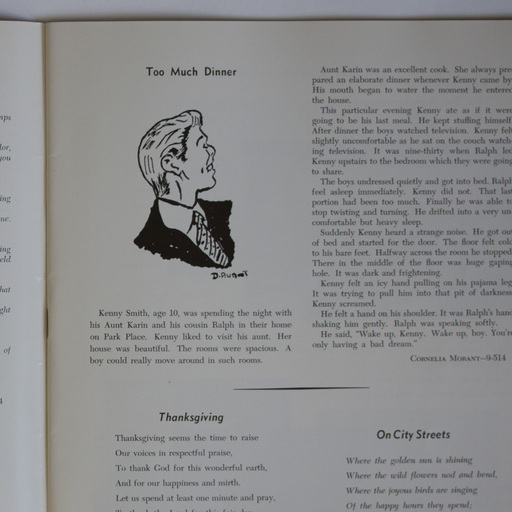 mps
lor,
you
ing
me.
ing
eld
hat
ght
of
Too Much Dinner
Kenny Smith, age 10, was spending the night with
his Aunt Karin and his cousin Ralph in their home
on Park Place. Kenny liked to visit his aunt. Her
house was beautiful. The rooms were spacious. A
boy could really move around in such rooms.
Aunt Karin was an excellent cook. She always pre
pared an elaborate dinner whenever Kenny came by
His mouth began to water the moment he entered
the house.
This particular evening Kenny ate as if it were
going to be his last meal. He kept stuffing himself
After dinner the boys watched television. Kenny felt
slightly uncomfortable as he sat on the couch watch
ing television. It was nine-thirty when Ralph led
Kenny upstairs to the bedroom which they were going
to share.
The boys undressed quietly and got into bed. Ralph
feel asleep immediately. Kenny did not. That last
portion had been too much. Finally he was able to
stop twisting and turning. He drifted into a very un
comfortable but heavy sleep.
Suddenly Kenny heard a strange noise. He got out
of bed and started for the door. The floor felt cold
to his bare feet. Halfway across the room he stopped
There in the middle of the floor was huge gaping
hole. It was dark and frightening.
Kenny felt an icy hand pulling on his pajama leg
It was trying to pull him into that pit of darkness
Kenny screamed.
He felt a hand on his shoulder. It was Ralph's hand
shaking him gently. Ralph was speaking softly.
He said, "Wake up, Kenny. Wake up, boy. You're
only having a bad dream."
Cornelia Morant—9-514
Thanksgiving
Thanksgiving seems the time to raise
Our voices in respectful praise,
To thank God for this wonderful earth,
And for our happiness and mirth.
Let us spend at least one minute and pray,
On City Streets
Where the golden sun is shining
Where the wild flowers nod and bend,
Where the joyous birds are singing
Of the happy hours they spend;